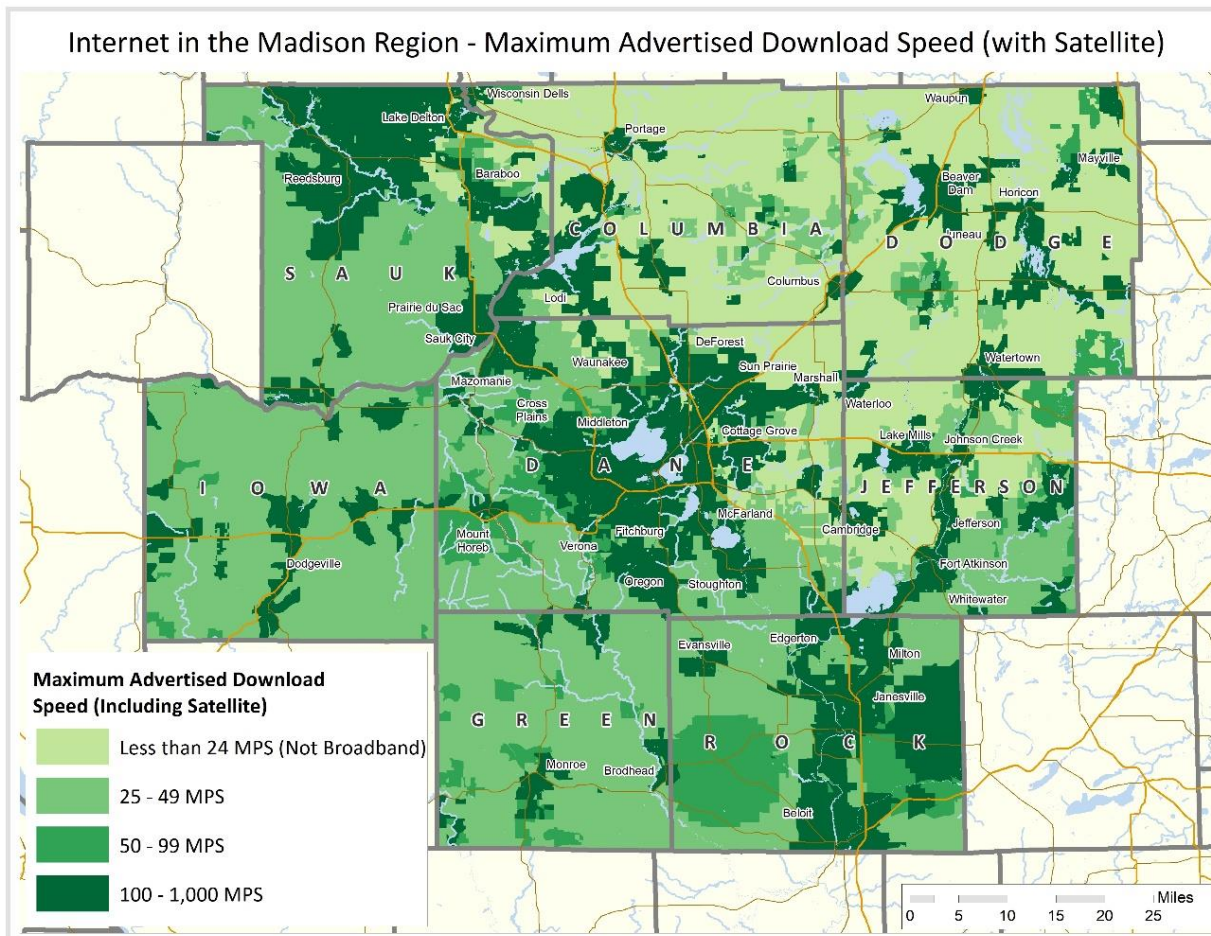 Internet in the Madison Region - Maximum Advertised Download Speed (with Satellite)
Wisconsin Dells
Lake Delton
Waupun
Portage
Mayville
Reedsburg
Baraboo
Beaver
Dam
Horicon
C O L U M B I A
Juneau
D O D G E
S A U K
Columbus
Prairie du Sac
Lodi
Sauk City
DeForest
Waunakee
Watertown
Sun Prairie
Mazomanie
Marshall
Cross
Plains
Waterloo
Middleton
Cottage Grove
Lake Mills
Johnson Creek
D A N E
I O W A
J E F F E R S O N
McFarland
Jefferson
Mount
Horeb
Fitchburg
Cambridge
Verona
Dodgeville
Fort Atkinson
Oregon
Stoughton
Whitewater
Edgerton
Evansville
Milton
Janesville
G R E E N
R O C K
Monroe
Brodhead
Beloit
Maximum Advertised Download
Speed (Including Satellite)
Less than 24 MPS (Not Broadband)
25 - 49 MPS
50 - 99 MPS
100 - 1,000 MPS
Miles
0 5 10 15 20 25